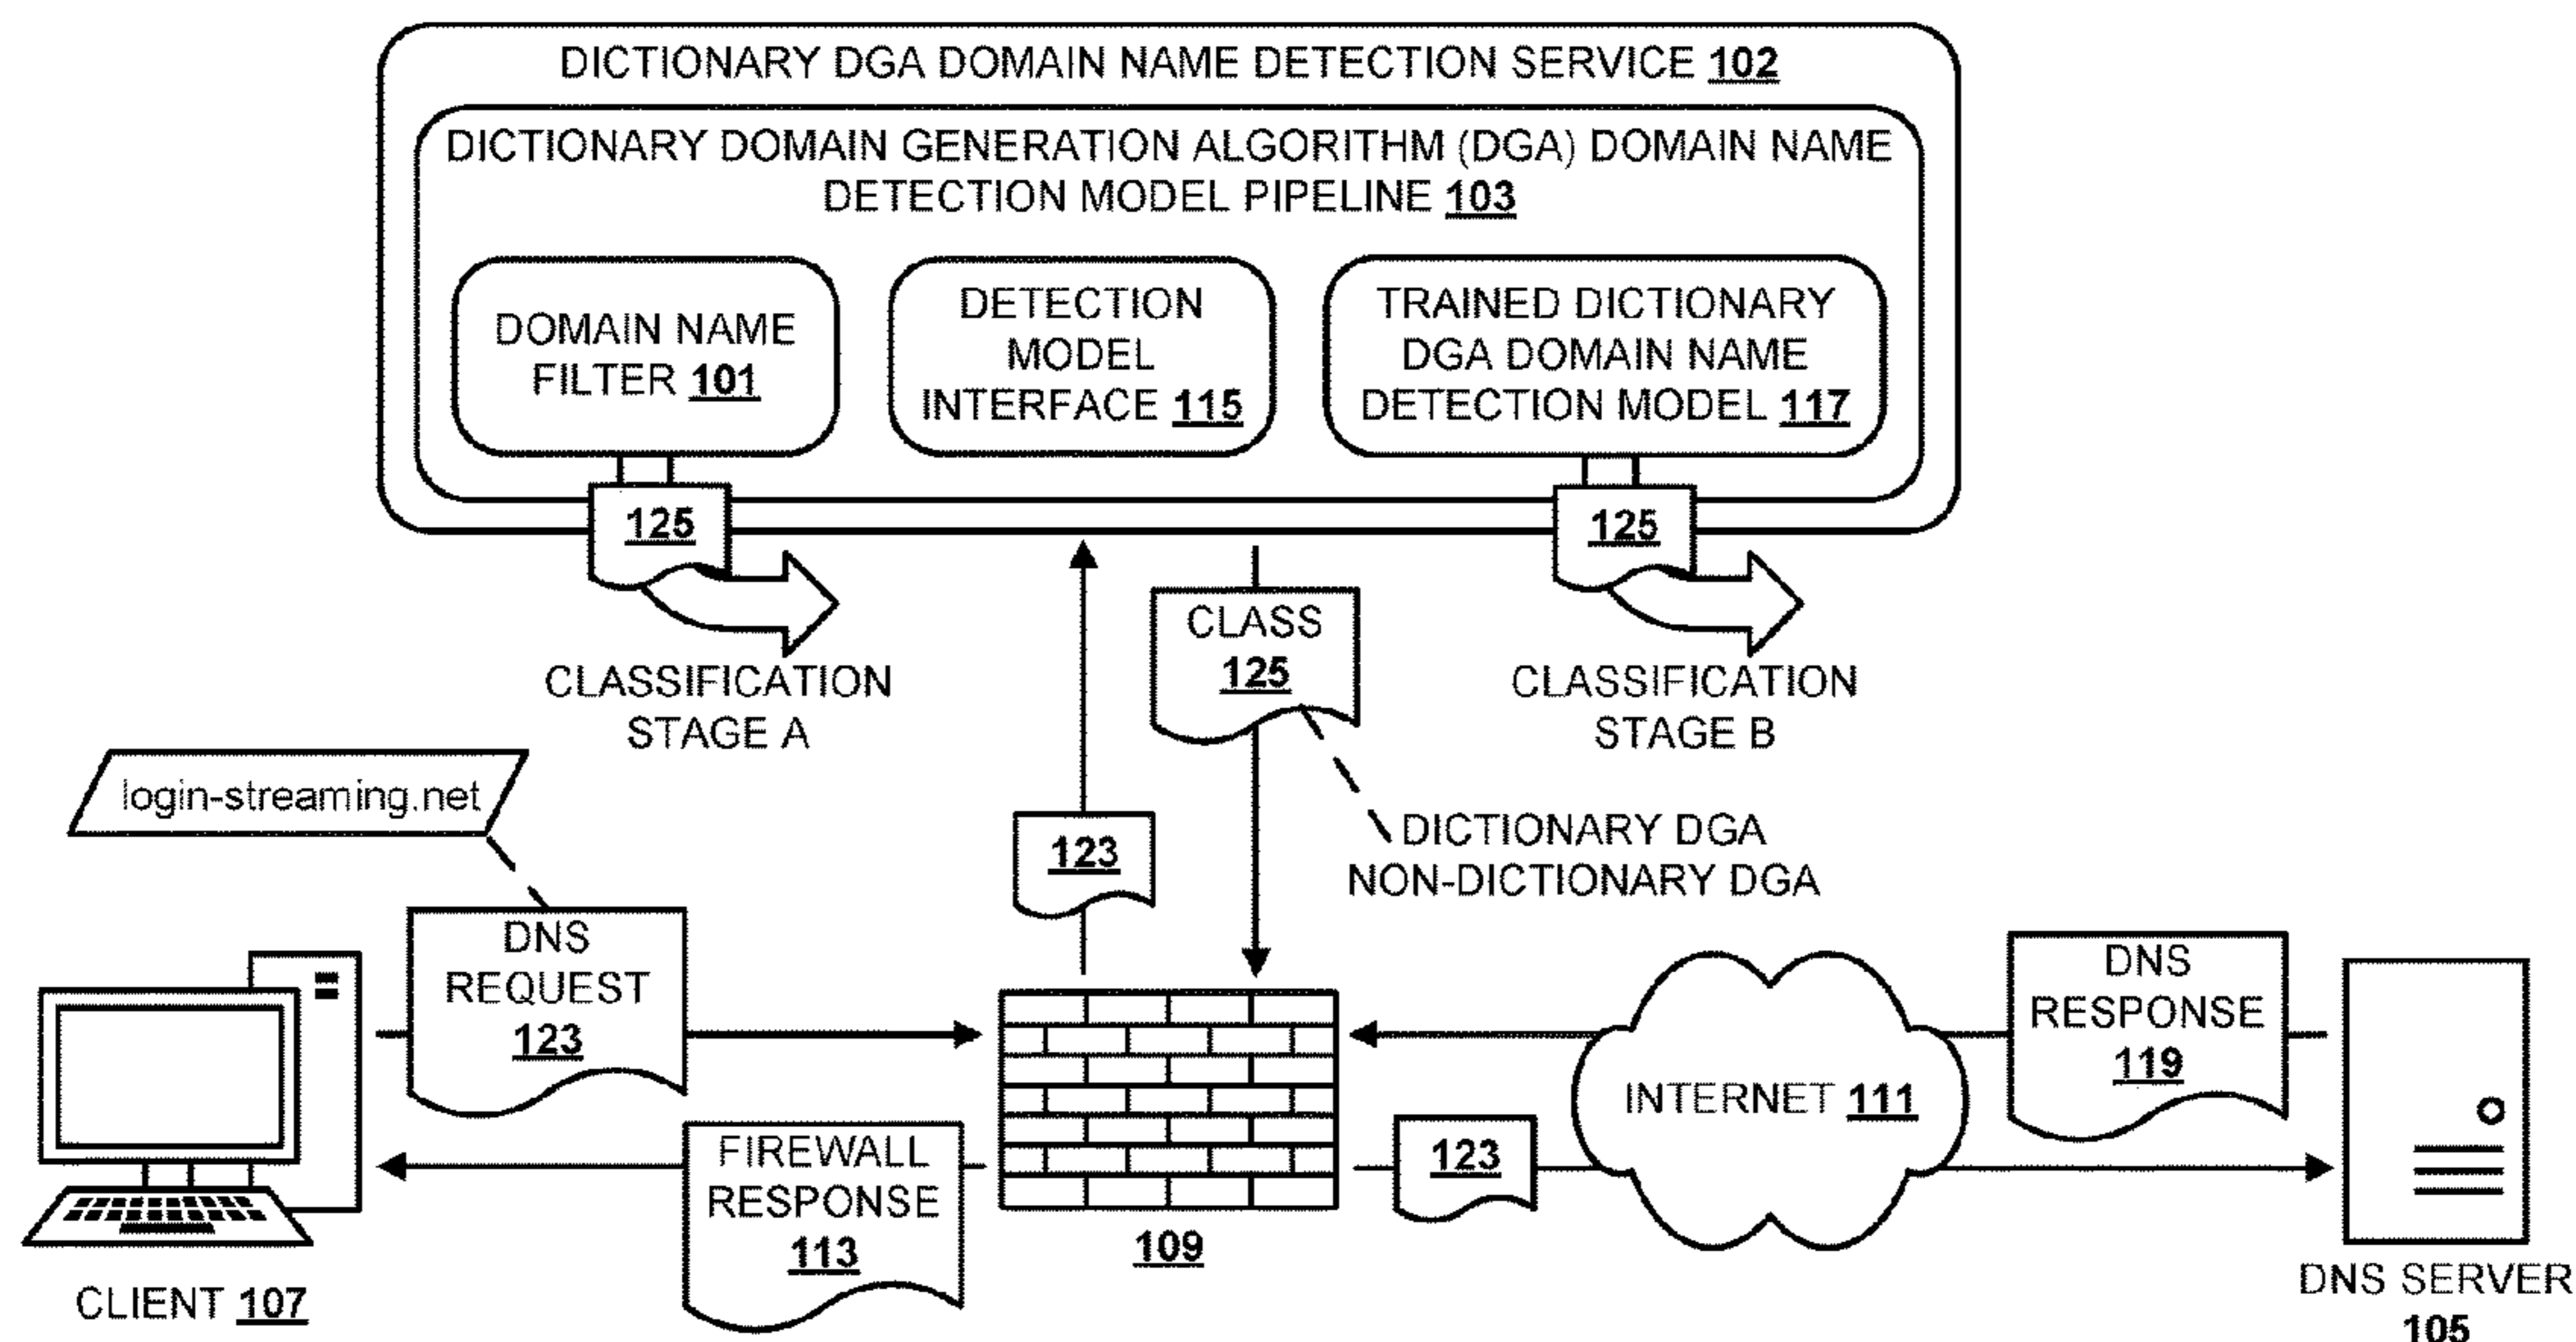 DICTIONARY DGA DOMAIN NAME DETECTION SERVICE 102
DICTIONARY DOMAIN GENERATION ALGORITHM (DGA) DOMAIN NAME
DETECTION MODEL PIPELINE 103
DOMAIN NAME
FILTER 101
DETECTION
MODEL
INTERFACE 115
TRAINED DICTIONARY
DGA DOMAIN NAME
DETECTION MODEL 117
125
125
CLASSIFICATION
STAGE A
CLASS
125
CLASSIFICATION
STAGE B
login-streaming.net
123
DICTIONARY DGA
NON-DICTIONARY DGA
DNS
REQUEST
123
DNS
RESPONSE
119
INTERNET 111
FIREWALL
RESPONSE
113
123
109
CLIENT 107
DNS SERVER
105